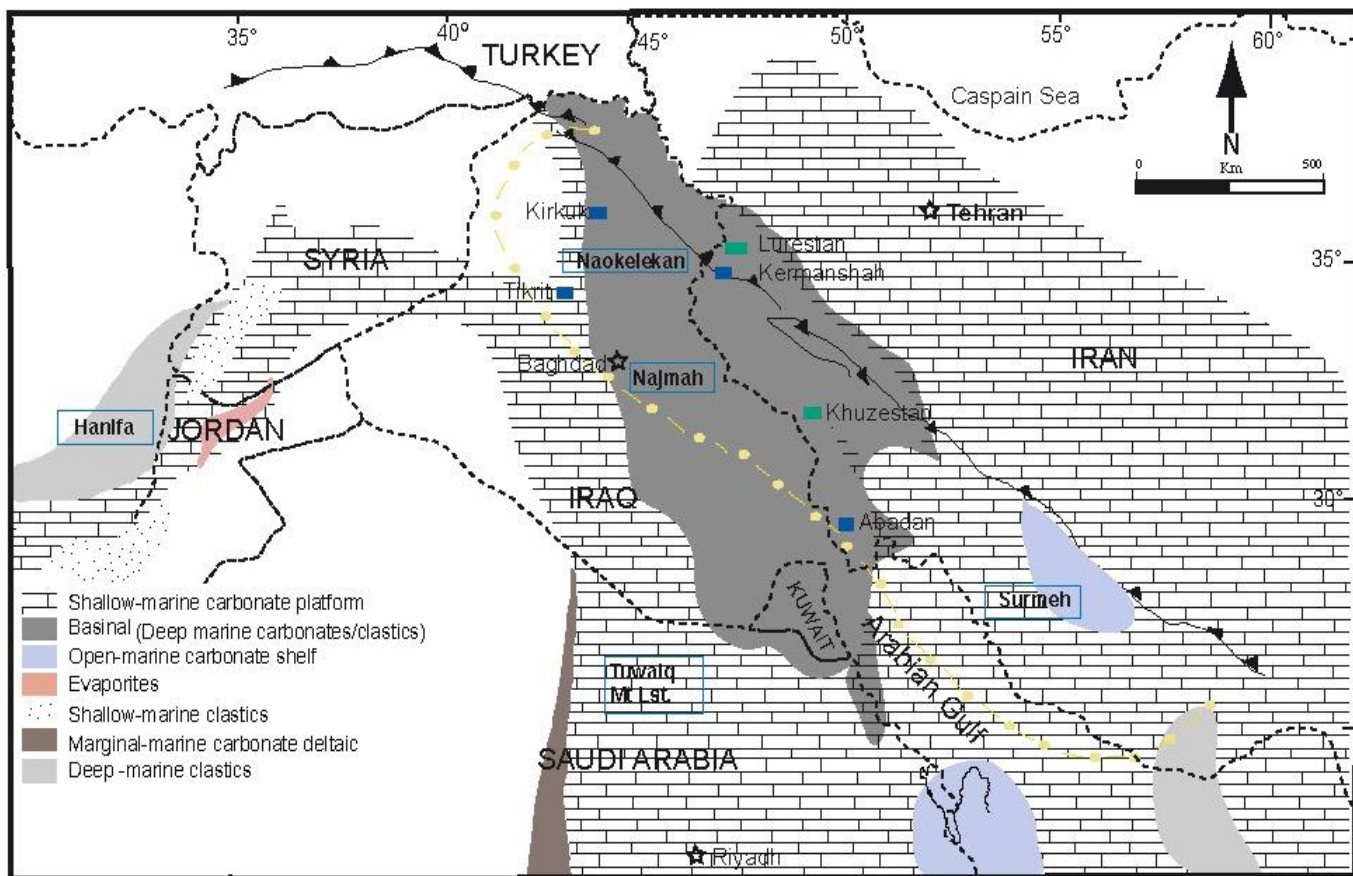 35°
40°
45°
50°
55°
60°
TURKEY
Caspain Sea
N
0 Km 500
Tehran
Kirkuk
Lurestan
SYRIA
Naokelekan
Kermanshah
35°
Tikrit
Baghdad
Najmah
IRAN
Hanifa
JORDAN
Khuzestan
IRAQ
30°
Abadan
KUWAIT
Surmeh
Arabian Gulf
Tuwaiq
Mt Lst.
SAUDI ARABIA
Riyadh
Shallow-marine carbonate platform
Basinal (Deep marine carbonates/clastics)
Open-marine carbonate shelf
Evaporites
Shallow-marine clastics
Marginal-marine carbonate deltaic
Deep -marine clastics